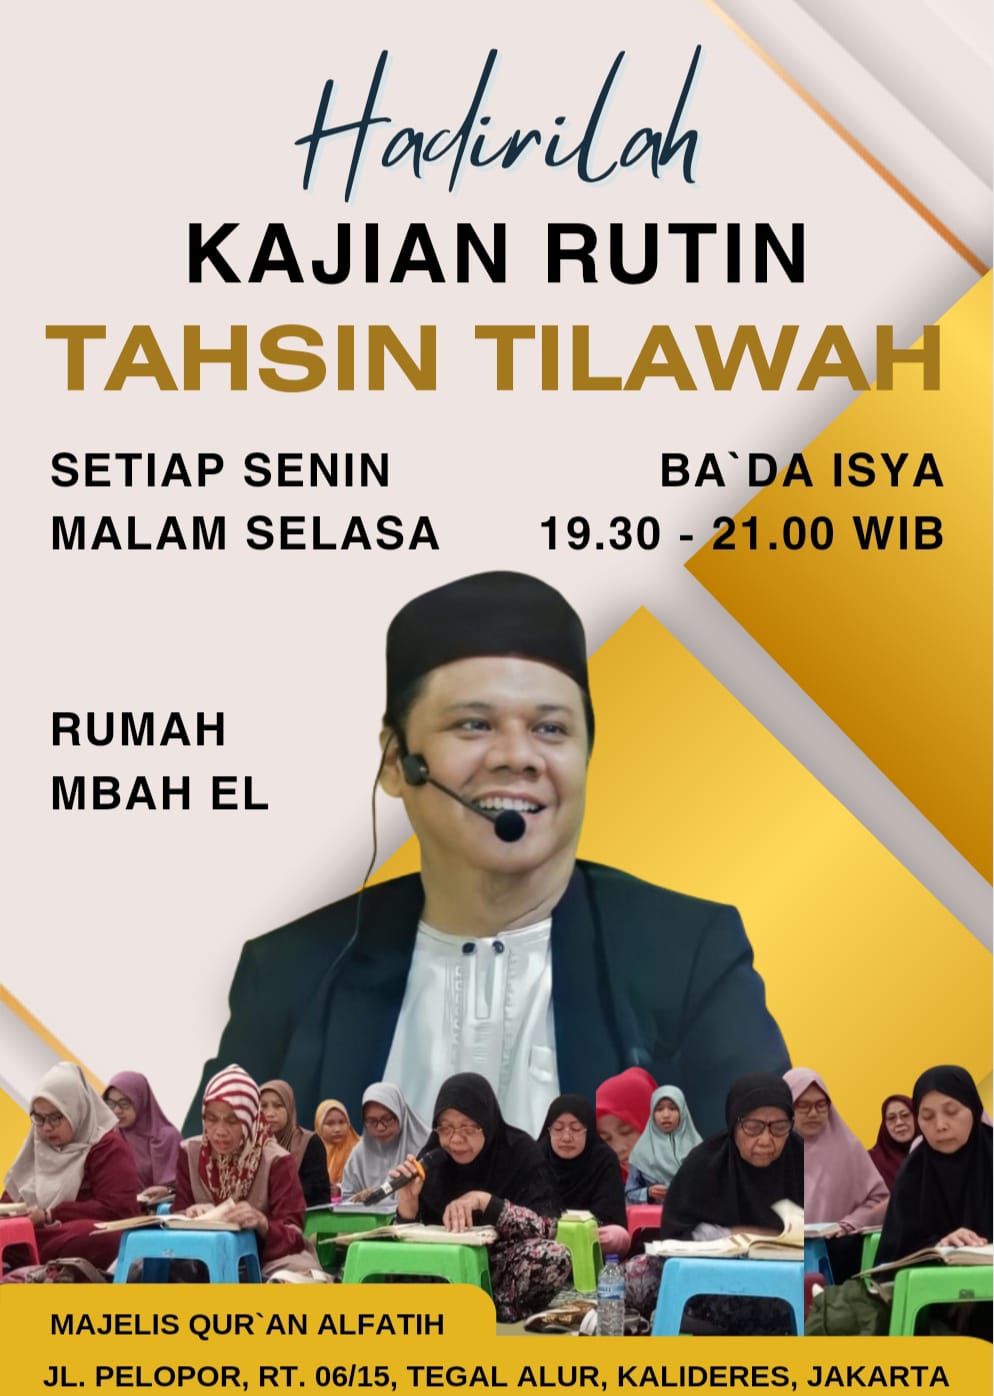 Hadirilah
KAJIAN RUTIN
TAHSIN TILAWAH
SETIAP SENIN
MALAM SELASA
BA`DA ISYA
19.30 - 21.00 WIB
RUMAH
MBAH EL
MAJELIS QUR`AN ALFATIH
JL. PELOPOR, RT. 06/15, TEGAL ALUR, KALIDERES, JAKARTA